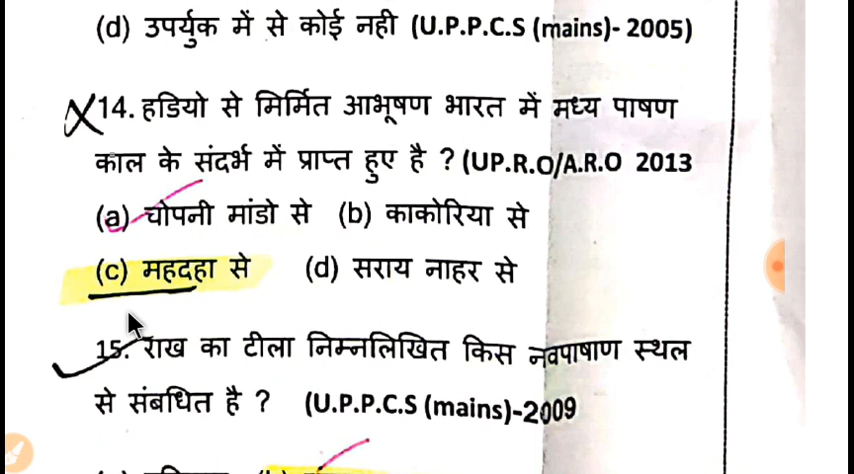 (d) उपर्युक में से कोई नही (U.P.P.C.S (mains)- 2005)
14. हडियो से मिर्मित आभूषण भारत में मध्य पाषण
काल के संदर्भ में प्राप्त हुए है ? (UP.R.O/A.R.O 2013
(a) चोपनी मांडो से (b) काकोरिया से
(c) महदहा से (d) सराय नाहर से
15. राख का टीला निम्नलिखित किस नवपाषाण स्थल
से संबधित है ? (U.P.P.C.S (mains)-2009